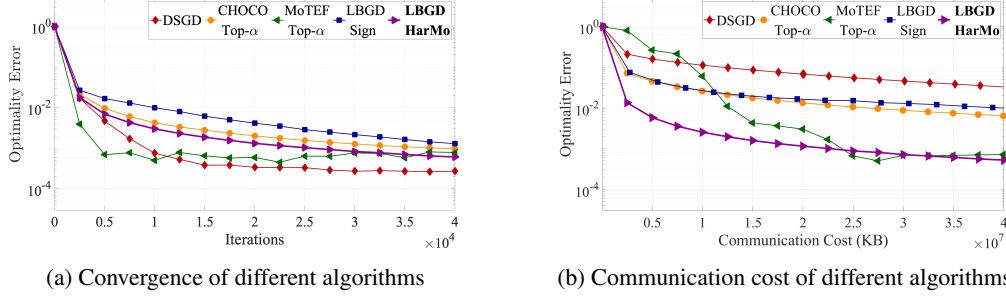 CHOCO MoTEF LBGD LBGD
DSGD
Top-α Top-α Sign HarMo
10^0
10^-2
10^-4
Optimality Error
0 0.5 1 1.5 2 2.5 3 3.5 4
Iterations
×10^4
(a) Convergence of different algorithms
CHOCO MoTEF LBGD LBGD
DSGD
Top-α Top-α Sign HarMo
10^0
10^-2
10^-4
Optimality Error
0.5 1 1.5 2 2.5 3 3.5 4
Communication Cost (KB)
×10^7
(b) Communication cost of different algorithms